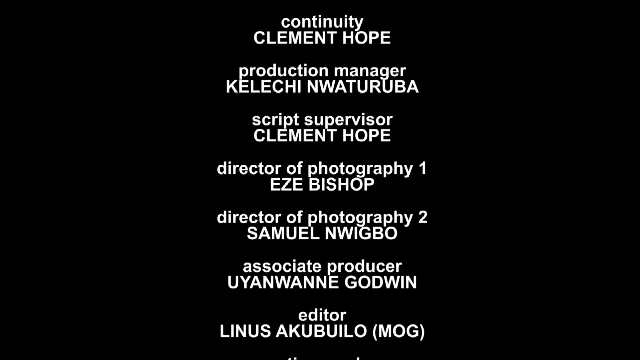 continuity
CLEMENT HOPE
production manager
KELECHI NWATURUBA
script supervisor
CLEMENT HOPE
director of photography 1
EZE BISHOP
director of photography 2
SAMUEL NWIGBO
associate producer
UYANWANNE GODWIN
editor
LINUS AKUBUILO (MOG)